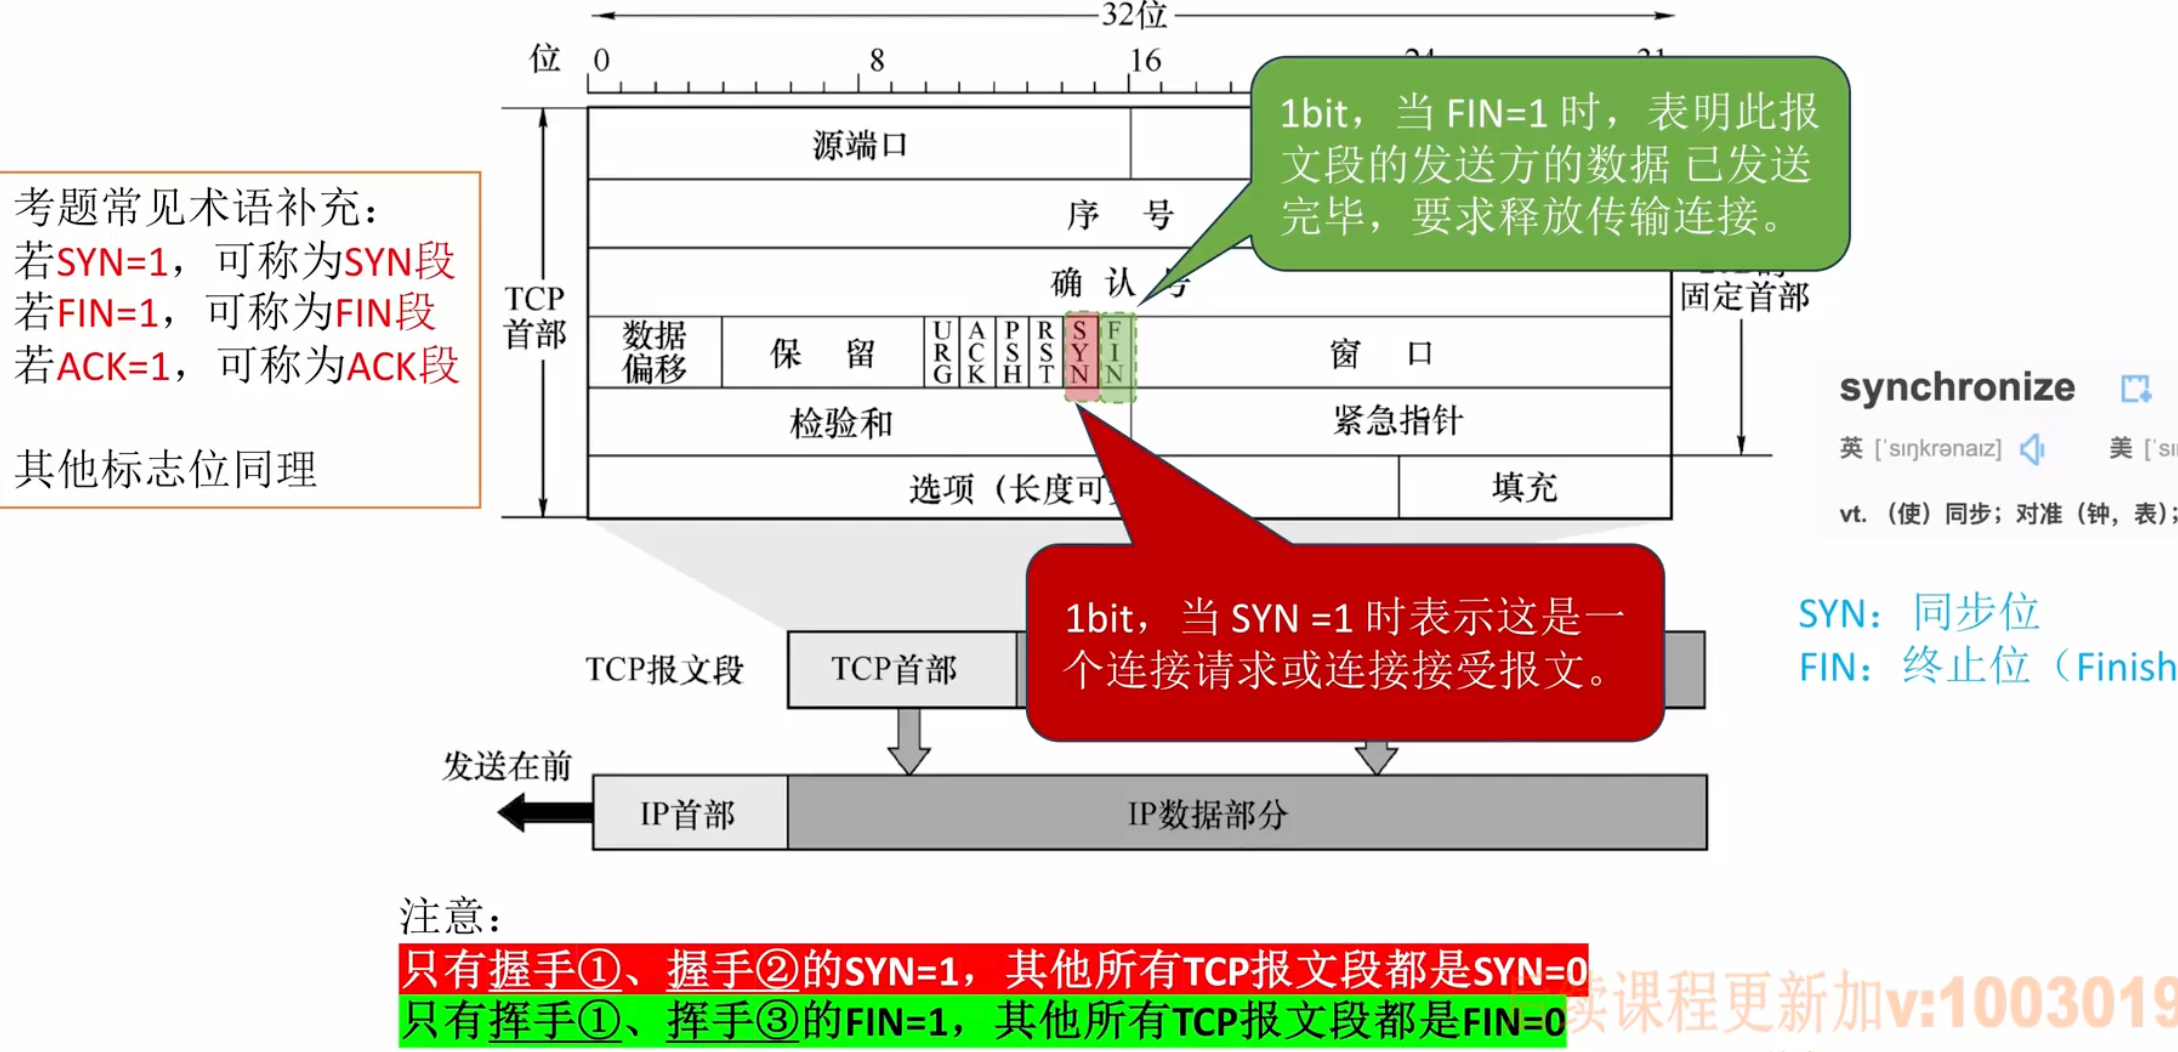 32位
位 0 8 16
1bit，当 FIN=1 时，表明此报
文段的发送方的数据 已发送
完毕，要求释放传输连接。
考题常见术语补充：
若SYN=1，可称为SYN段
若FIN=1，可称为FIN段
若ACK=1，可称为ACK段
其他标志位同理
TCP
首部
源端口
序 号
确 认 号
固定首部
数据
偏移
保 留
URG
ACK
PSH
RST
SYN
FIN
窗 口
检验和
紧急指针
选项（长度可
填充
synchronize
英 [ˈsɪŋkrənaɪz] 美 [ˈsɪ
vt. （使）同步；对准（钟，表）；
SYN：同步位
FIN：终止位（Finish
1bit，当 SYN =1 时表示这是一
个连接请求或连接接受报文。
TCP报文段
TCP首部
发送在前
IP首部
IP数据部分
注意：
只有握手①、握手②的SYN=1，其他所有TCP报文段都是SYN=0
只有挥手①、挥手③的FIN=1，其他所有TCP报文段都是FIN=0
续课程更新加v:1003019